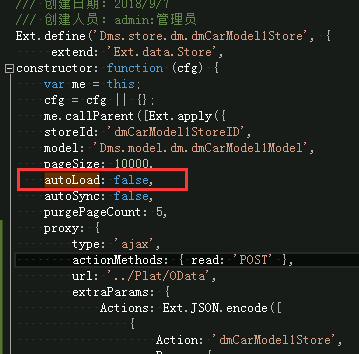 /// 创建日期: 2018/9/7
/// 创建人员: admin:管理员
Ext.define('Dms.store.dm.dmCarModel1Store', {
extend: 'Ext.data.Store',
constructor: function (cfg) {
var me = this;
cfg = cfg || {};
me.callParent([Ext.apply({
storeId: 'dmCarModel1StoreID',
model: 'Dms.model.dm.dmCarModel1Model',
pageSize: 10000,
autoLoad: false,
autoSync: false,
purgePageCount: 5,
proxy: {
type: 'ajax',
actionMethods: { read: 'POST' },
url: '../Plat/OData',
extraParams: {
Actions: Ext.JSON.encode([
{
Action: 'dmCarModel1Store',